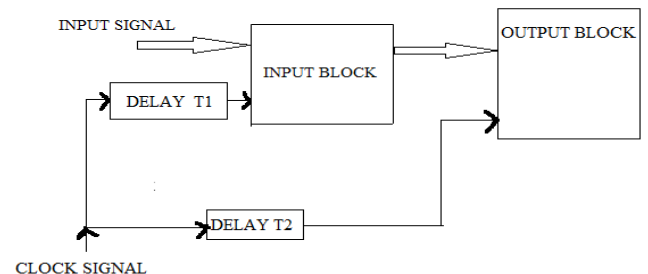 INPUT SIGNAL
OUTPUT BLOCK
INPUT BLOCK
DELAY T1
DELAY T2
CLOCK SIGNAL